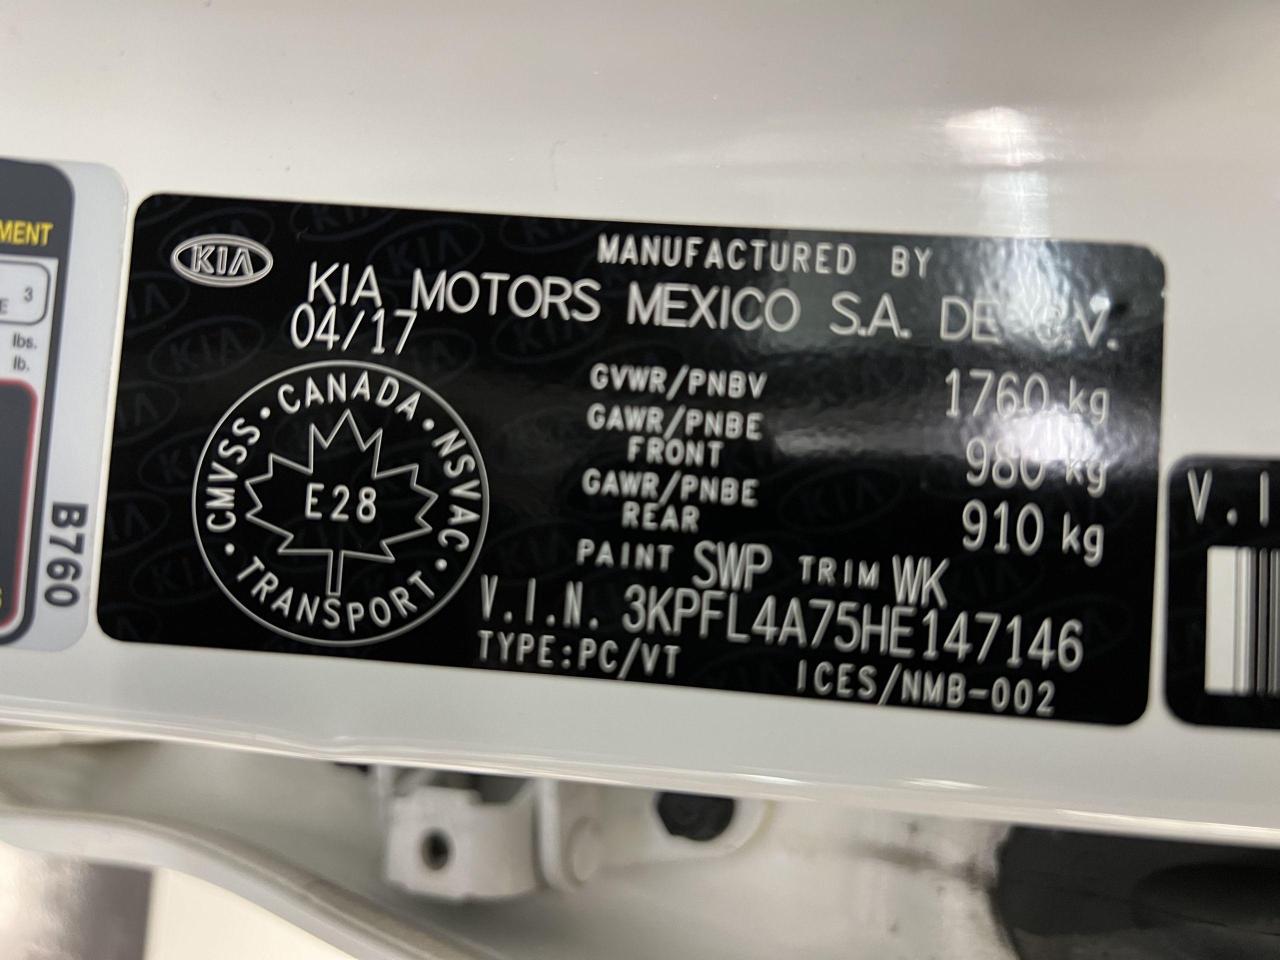 MENT
3
E
lbs.
lb.
B760
KIA
MANUFACTURED BY
KIA MOTORS MEXICO S.A. DE C.V.
04/17
GVWR/PNBV 1760 kg
GAWR/PNBE FRONT 980 kg
GAWR/PNBE REAR 910 kg
PAINT SWP TRIM WK
V.I.N. 3KPFL4A75HE147146
TYPE:PC/VT ICES/NMB-002
CANADA · NSVAC · TRANSPORT · CMVSS
E28
V.I